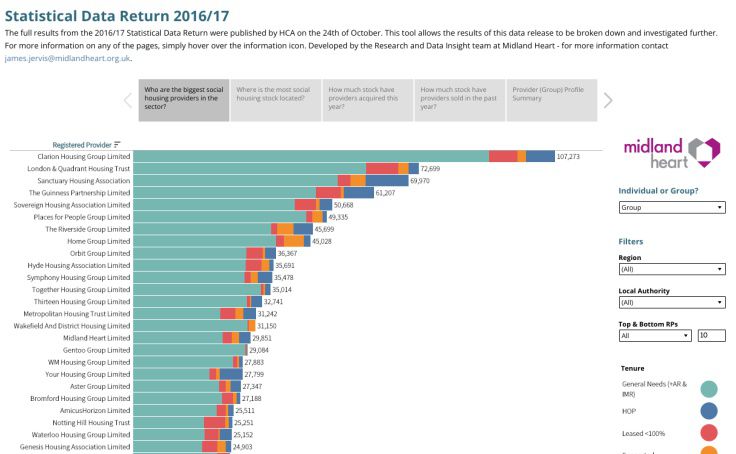 Statistical Data Return 2016/17
The full results from the 2016/17 Statistical Data Return were published by HCA on the 24th of October. This tool allows the results of this data release to be broken down and investigated further.
For more information on any of the pages, simply hover over the information icon. Developed by the Research and Data Insight team at Midland Heart - for more information contact
james.jervis@midlandheart.org.uk.
Who are the biggest social
housing providers in the
sector?
Where is the most social
housing stock located?
How much stock have
providers acquired this
year?
How much stock have
providers sold in the past
year?
Provider (Group) Profile
Summary
Registered Provider
Clarion Housing Group Limited 107,273
London & Quadrant Housing Trust 72,699
Sanctuary Housing Association 69,970
The Guinness Partnership Limited 61,207
Sovereign Housing Association Limited 50,668
Places for People Group Limited 49,335
The Riverside Group Limited 45,699
Home Group Limited 45,028
Orbit Group Limited 36,367
Hyde Housing Association Limited 35,691
Symphony Housing Group Limited 35,478
Together Housing Group Limited 35,014
Thirteen Housing Group Limited 32,741
Metropolitan Housing Trust Limited 31,242
Wakefield And District Housing Limited 31,150
Midland Heart Limited 29,851
Gentoo Group Limited 29,084
WM Housing Group Limited 27,883
Your Housing Group Limited 27,799
Aster Group Limited 27,347
Bromford Housing Group Limited 27,188
AmicusHorizon Limited 25,511
Notting Hill Housing Trust 25,251
Waterloo Housing Group Limited 25,152
Genesis Housing Association Limited 24,903
midland
heart
Individual or Group?
Group
Filters
Region
(All)
Local Authority
(All)
Top & Bottom RPs
All 10
Tenure
General Needs (+AR &
IMR)
HOP
Leased <100%